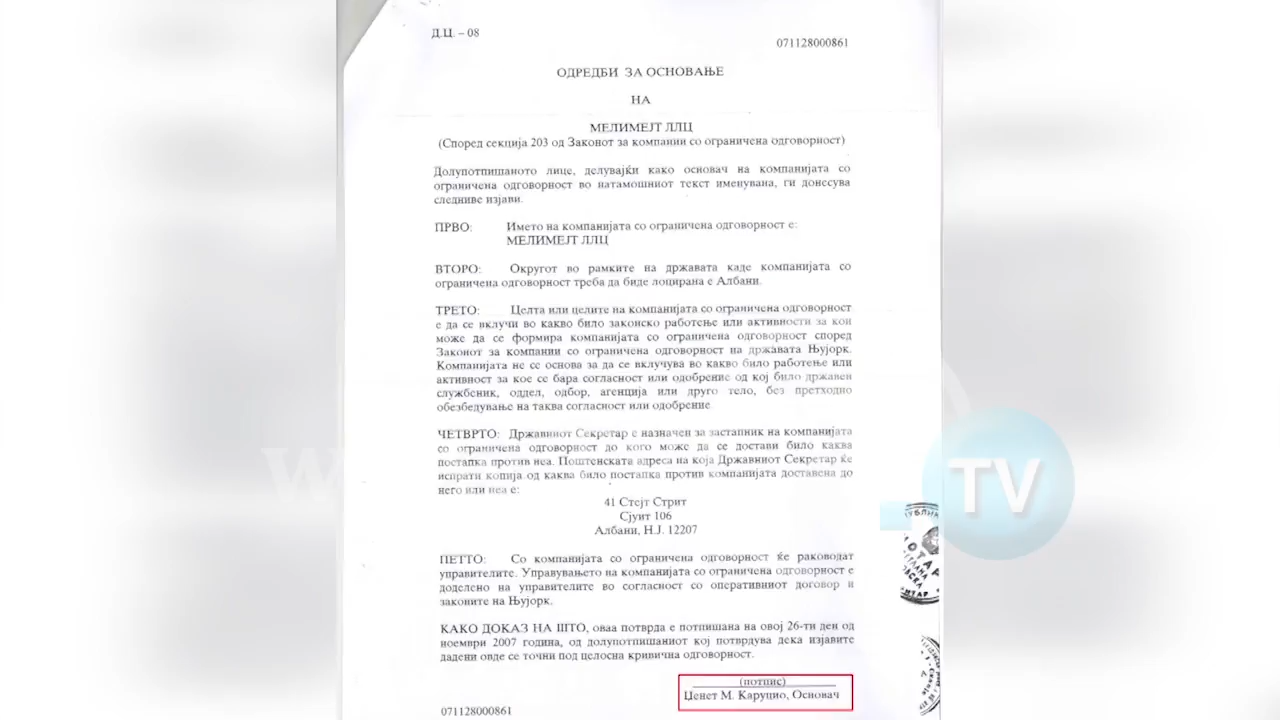 Д.Ц. – 08
071128000861
ОДРЕДБИ ЗА ОСНОВАЊЕ
НА
МЕЛИМЕЈТ ЛЛЦ
(Според секција 203 од Законот за компании со ограничена одговорност)
Долупотпишаното лице, делувајќи како основач на компанијата со
ограничена одговорност во натамошниот текст именувана, ги донесува
следниве изјави.
ПРВО: Името на компанијата со ограничена одговорност е:
МЕЛИМЕЈТ ЛЛЦ
ВТОРО: Округот во рамките на државата каде компанијата со
ограничена одговорност треба да биде лоцирана е Албани.
ТРЕТО: Целта или целите на компанијата со ограничена одговорност
е да се вклучи во какво било законско работење или активности за кои
може да се формира компанијата со ограничена одговорност според
Законот за компании со ограничена одговорност на државата Њујорк.
Компанијата не се основа за да се вклучува во какво било работење или
активност за кое се бара согласност или одобрение од кој било државен
службеник, оддел, одбор, агенција или друго тело, без претходно
обезбедување на таква согласност или одобрение.
ЧЕТВРТО: Државниот Секретар е назначен за застапник на компанијата
со ограничена одговорност до кого може да се достави било каква
постапка против неа. Поштенската адреса на која Државниот Секретар ќе
испрати копија од каква било постапка против компанијата доставена до
него или неа е:
41 Стејт Стрит
Сјуит 106
Албани, Н.Ј. 12207
ПЕТТО: Со компанијата со ограничена одговорност ќе раководат
управителите. Управувањето на компанијата со ограничена одговорност е
доделено на управителите во согласност со оперативниот договор и
законите на Њујорк.
КАКО ДОКАЗ НА ШТО, оваа потврда е потпишана на овој 26-ти ден од
ноември 2007 година, од долупотпишаниот кој потврдува дека изјавите
дадени овде се точни под целосна кривична одговорност.
(потпис)
Џенет М. Каруцио, Основач
071128000861
TV